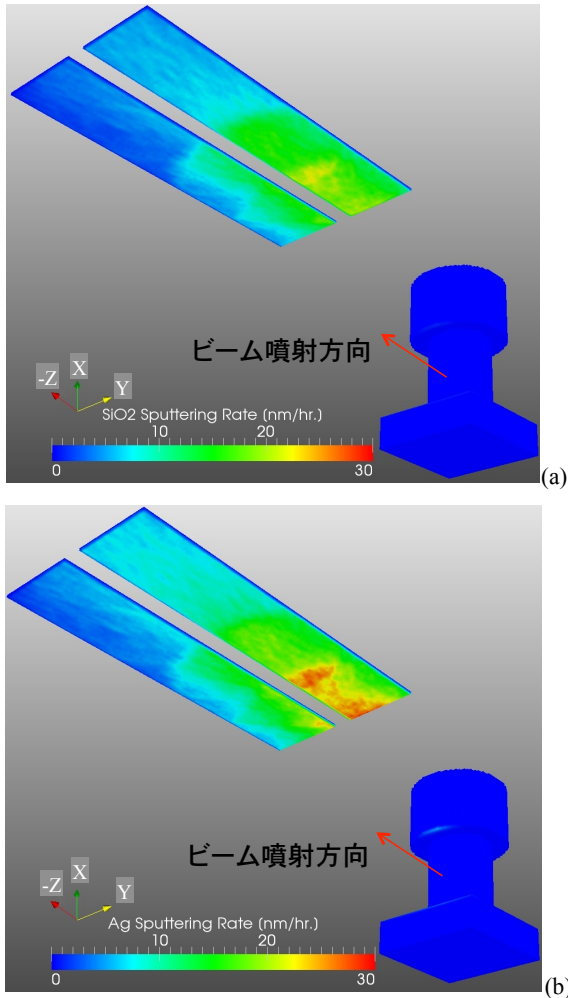 ビーム噴射方向
-Z
X
Y
SiO2 Sputtering Rate [nm/hr.]
10
20
0
30
(a)
ビーム噴射方向
-Z
X
Y
Ag Sputtering Rate [nm/hr.]
10
20
0
30
(b)